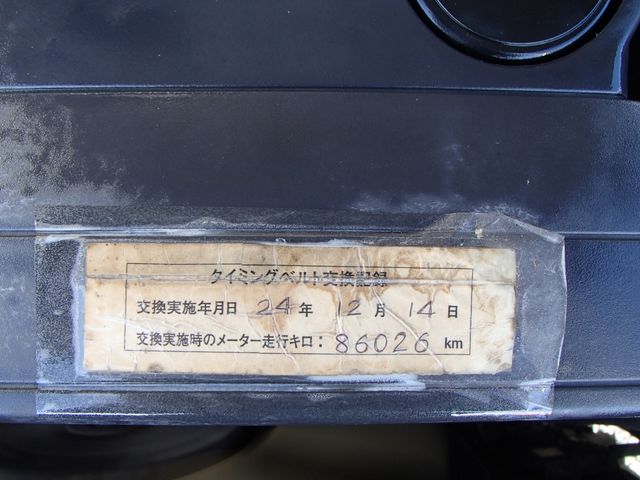 タイミングベルト交換記録
交換実施年月日 24年 12月 14日
交換実施時のメーター走行キロ：86026 km